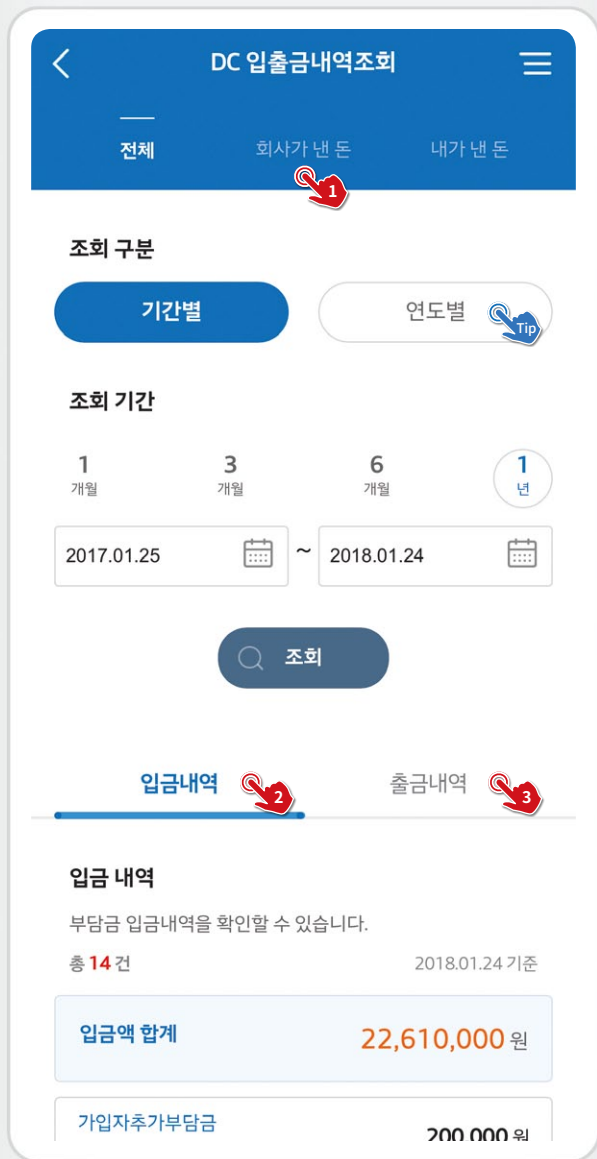 DC 입출금내역조회
전체 회사가 낸 돈 내가 낸 돈
1
조회 구분
기간별 연도별
Tip
조회 기간
1 3 6 1
개월 개월 개월 년
2017.01.25 ~ 2018.01.24
조회
입금내역 2 출금내역 3
입금 내역
부담금 입금내역을 확인할 수 있습니다.
총 14 건 2018.01.24 기준
입금액 합계 22,610,000 원
가입자추가부담금
200,000 원